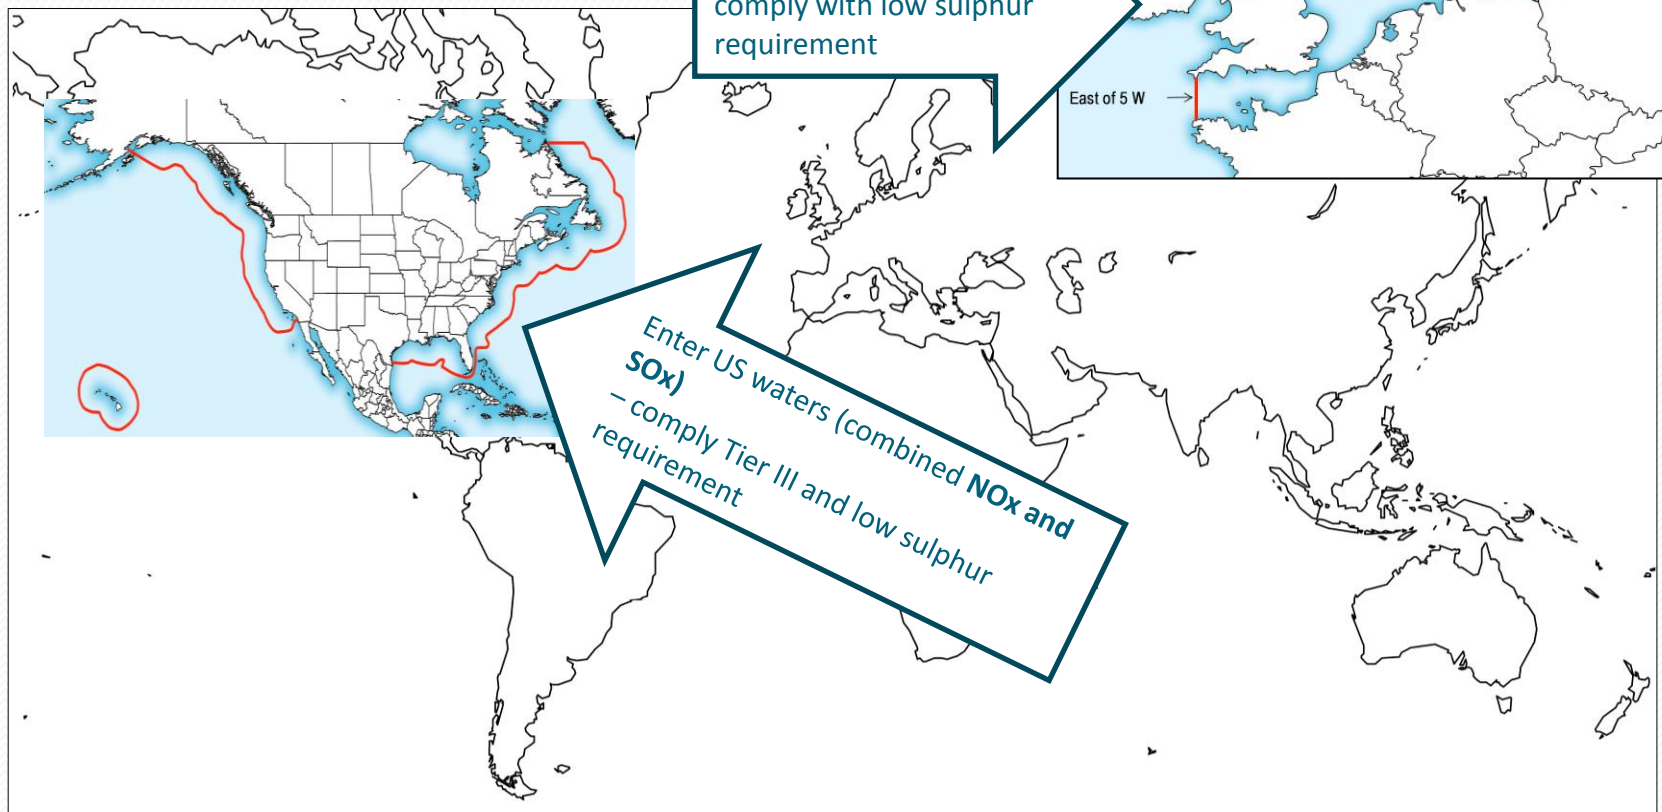 comply with low sulphur
requirement
East of 5 W
Enter US waters (combined NOx and
SOx)
– comply Tier III and low sulphur
requirement